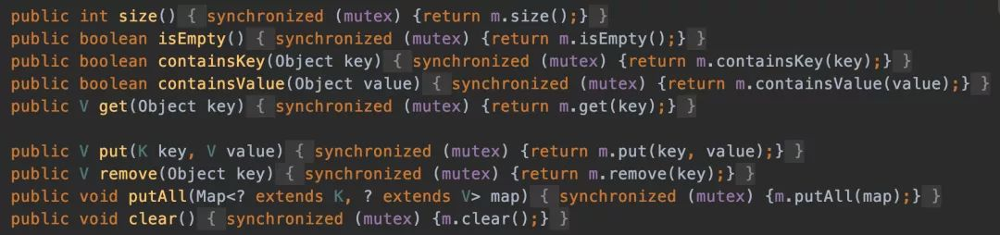 public int size() { synchronized (mutex) {return m.size();} }
public boolean isEmpty() { synchronized (mutex) {return m.isEmpty();} }
public boolean containsKey(Object key) { synchronized (mutex) {return m.containsKey(key);} }
public boolean containsValue(Object value) { synchronized (mutex) {return m.containsValue(value);} }
public V get(Object key) { synchronized (mutex) {return m.get(key);} }
public V put(K key, V value) { synchronized (mutex) {return m.put(key, value);} }
public V remove(Object key) { synchronized (mutex) {return m.remove(key);} }
public void putAll(Map<? extends K, ? extends V> map) { synchronized (mutex) {m.putAll(map);} }
public void clear() { synchronized (mutex) {m.clear();} }